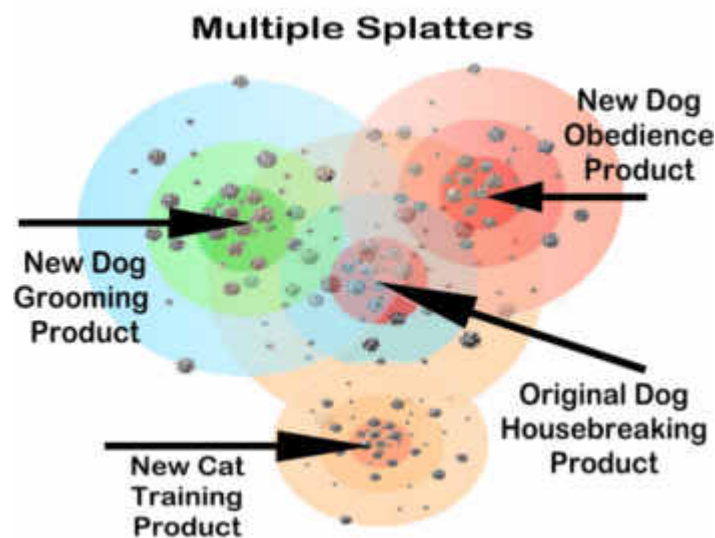 Multiple Splatters
New Dog
Obedience
Product
New Dog
Grooming
Product
Original Dog
Housebreaking
Product
New Cat
Training
Product